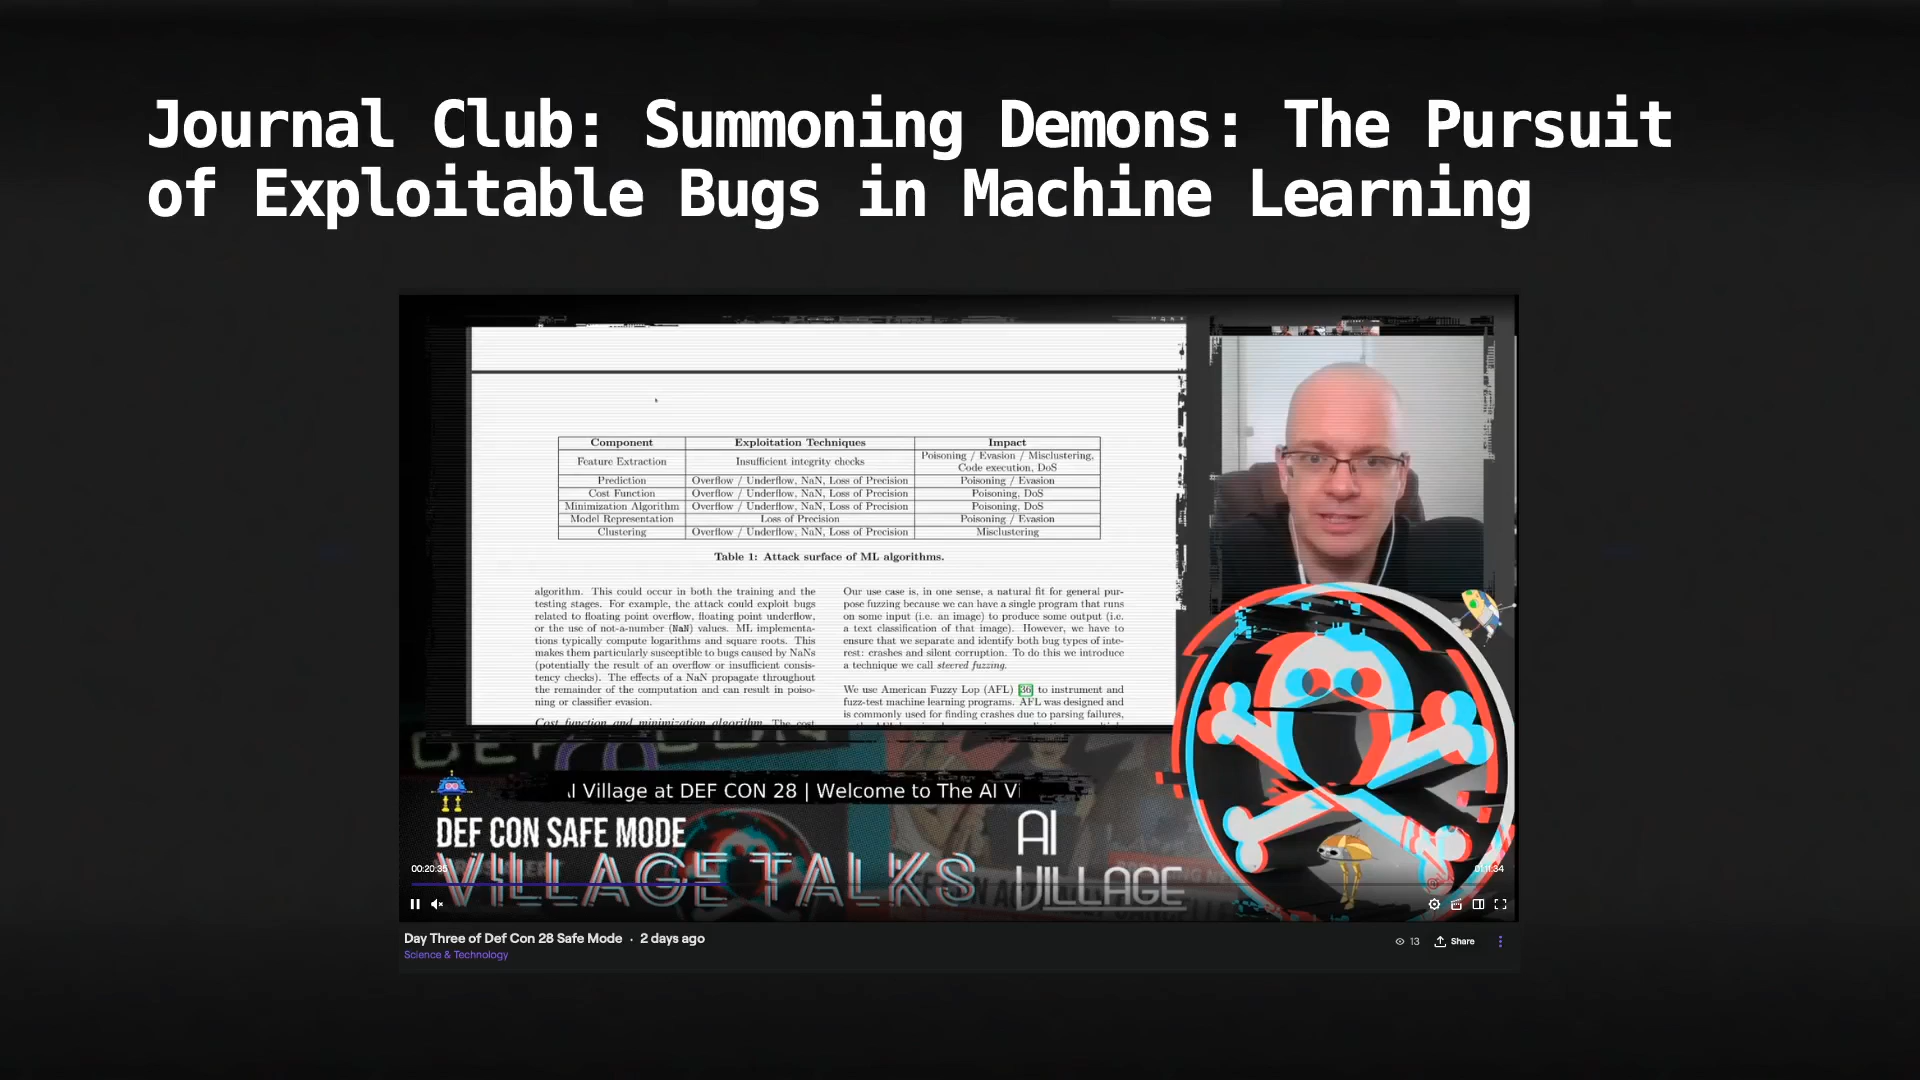 Journal Club: Summoning Demons: The Pursuit
of Exploitable Bugs in Machine Learning
Component Exploitation Techniques Impact
Feature Extraction Insufficient integrity checks Poisoning / Evasion / Misclustering,
Code execution, DoS
Prediction Overflow / Underflow, NaN, Loss of Precision Poisoning / Evasion
Cost Function Overflow / Underflow, NaN, Loss of Precision Poisoning, DoS
Minimization Algorithm Overflow / Underflow, NaN, Loss of Precision Poisoning, DoS
Model Representation Loss of Precision Poisoning / Evasion
Clustering Overflow / Underflow, NaN, Loss of Precision Misclustering
Table 1: Attack surface of ML algorithms.
algorithm. This could occur in both the training and the
testing stages. For example, the attack could exploit bugs
related to floating point overflow, floating point underflow,
or the use of not-a-number (NaN) values. ML implementa-
tions typically compute logarithms and square roots. This
makes them particularly susceptible to bugs caused by NaNs
(potentially the result of an overflow or insufficient consis-
tency checks). The effects of a NaN propagate throughout
the remainder of the computation and can result in poiso-
ning or classifier evasion.
Cost function and minimization algorithm. The cost
Our use case is, in one sense, a natural fit for general pur-
pose fuzzing because we can have a single program that runs
on some input (i.e. an image) to produce some output (i.e.
a text classification of that image). However, we have to
ensure that we separate and identify both bug types of inte-
rest: crashes and silent corruption. To do this we introduce
a technique we call steered fuzzing.
We use American Fuzzy Lop (AFL) [36] to instrument and
fuzz-test machine learning programs. AFL was designed and
is commonly used for finding crashes due to parsing failures,
DEF CON
I Village at DEF CON 28 | Welcome to The AI Vi
DEF CON SAFE MODE
VILLAGE TALKS
AI
VILLAGE
00:20:35
Day Three of Def Con 28 Safe Mode · 2 days ago
13
Share
Science & Technology